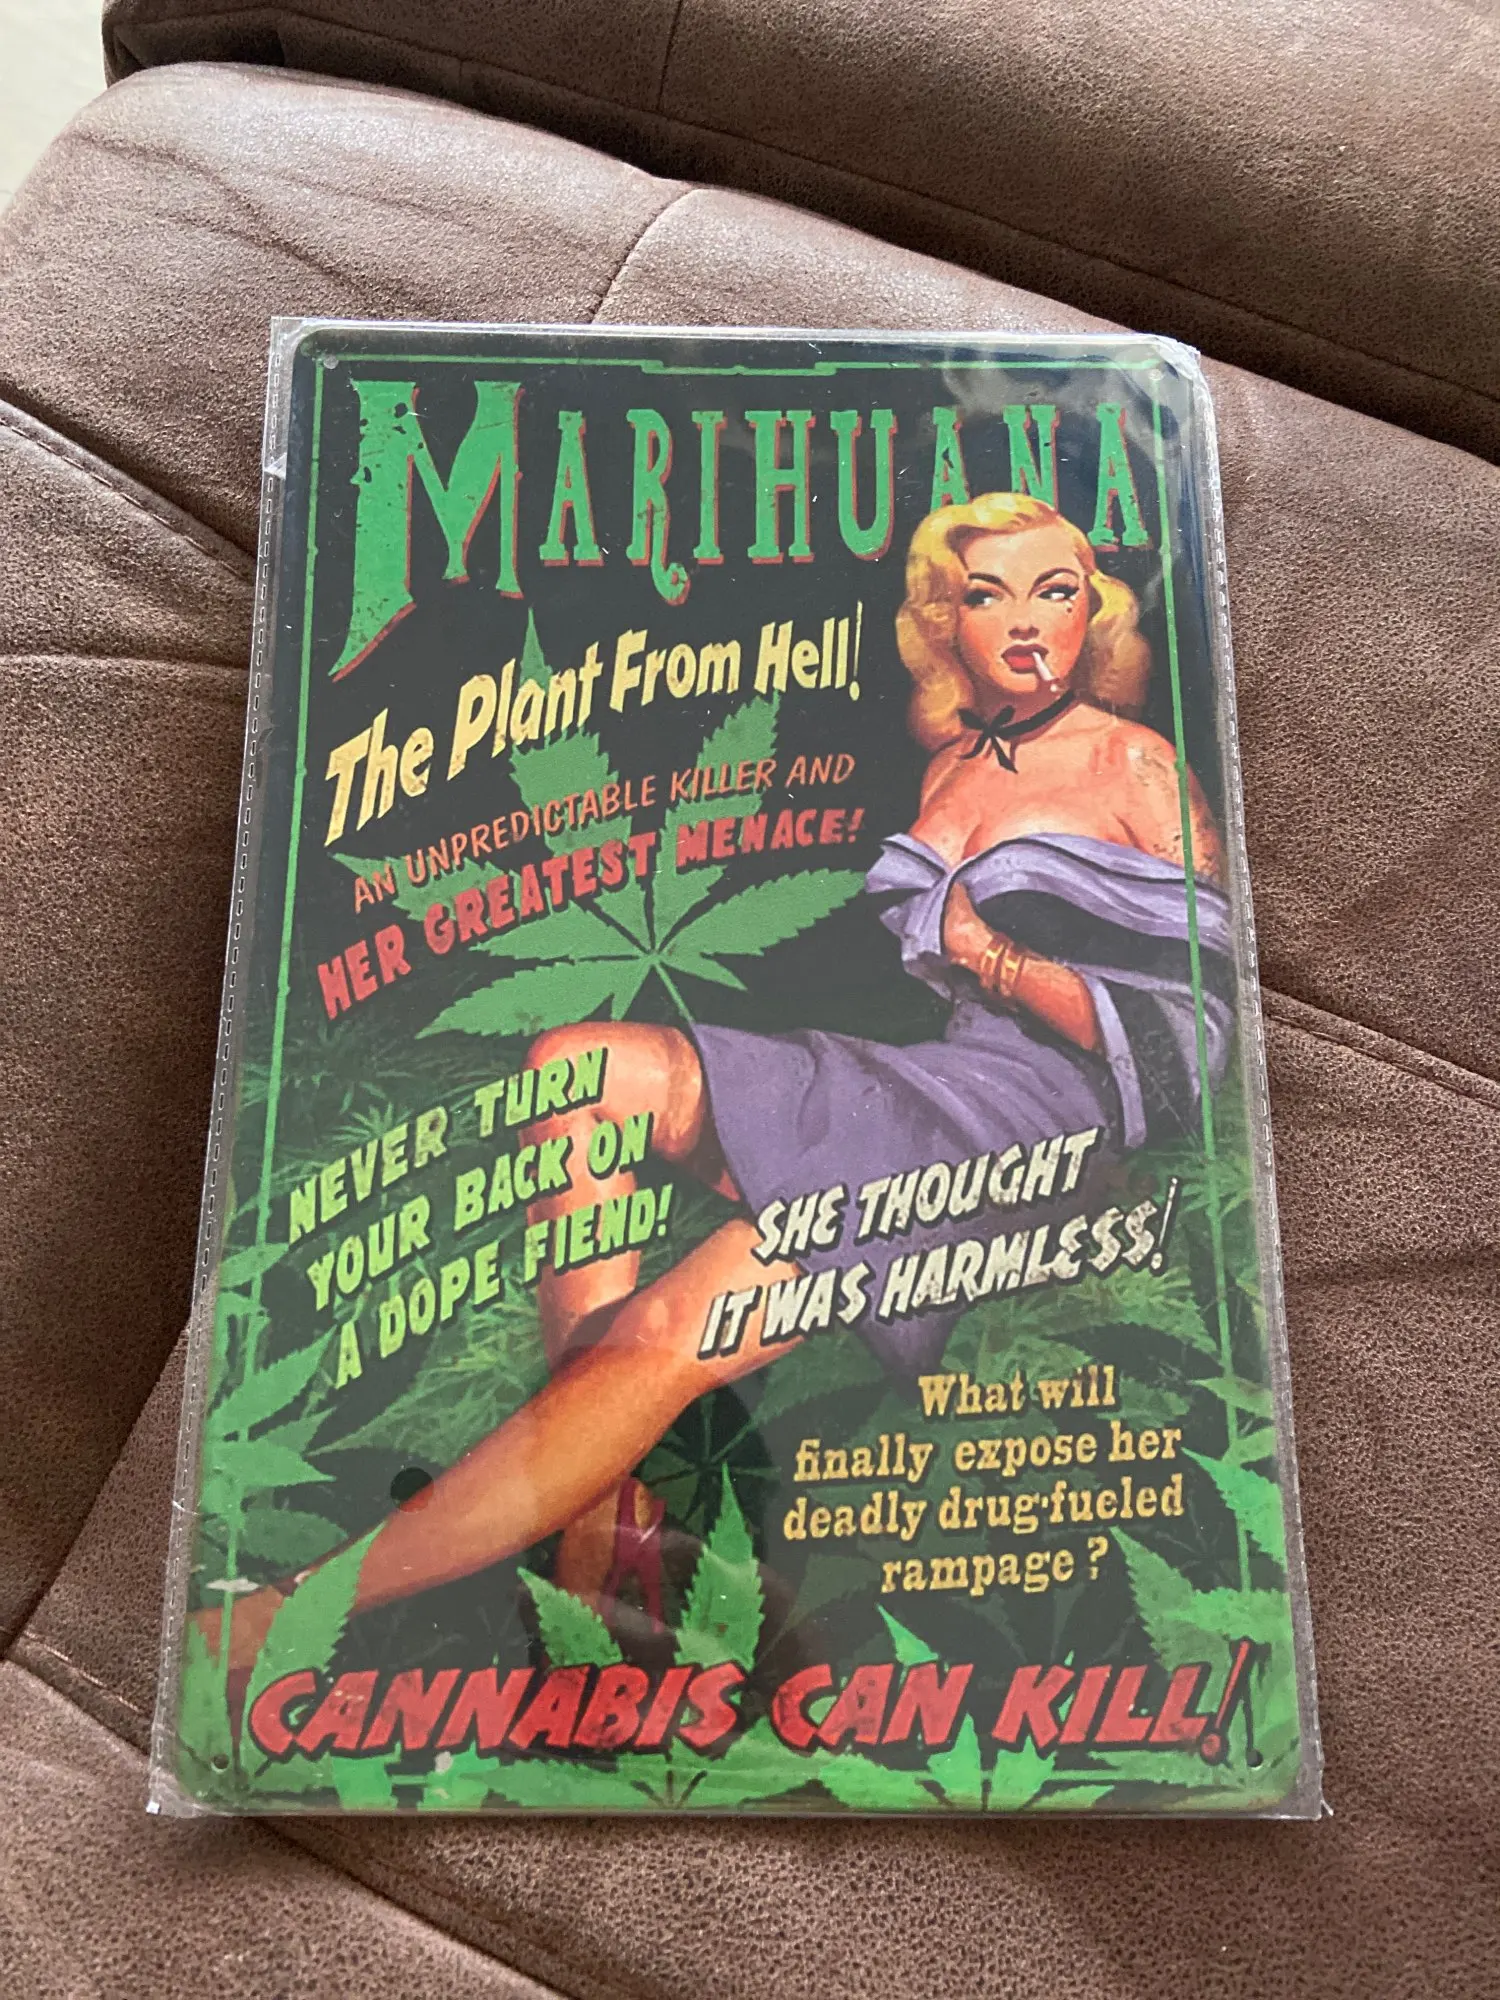 MARIHUANA
The Plant From Hell!
AN UNPREDICTABLE KILLER AND
HER GREATEST MENACE!
NEVER TURN
YOUR BACK ON
A DOPE FIEND!
SHE THOUGHT
IT WAS HARMLESS!
What will
finally expose her
deadly drug-fueled
rampage?
CANNABIS CAN KILL!